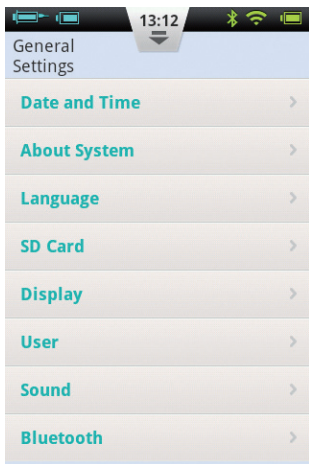 13:12
General
Settings
Date and Time
About System
Language
SD Card
Display
User
Sound
Bluetooth